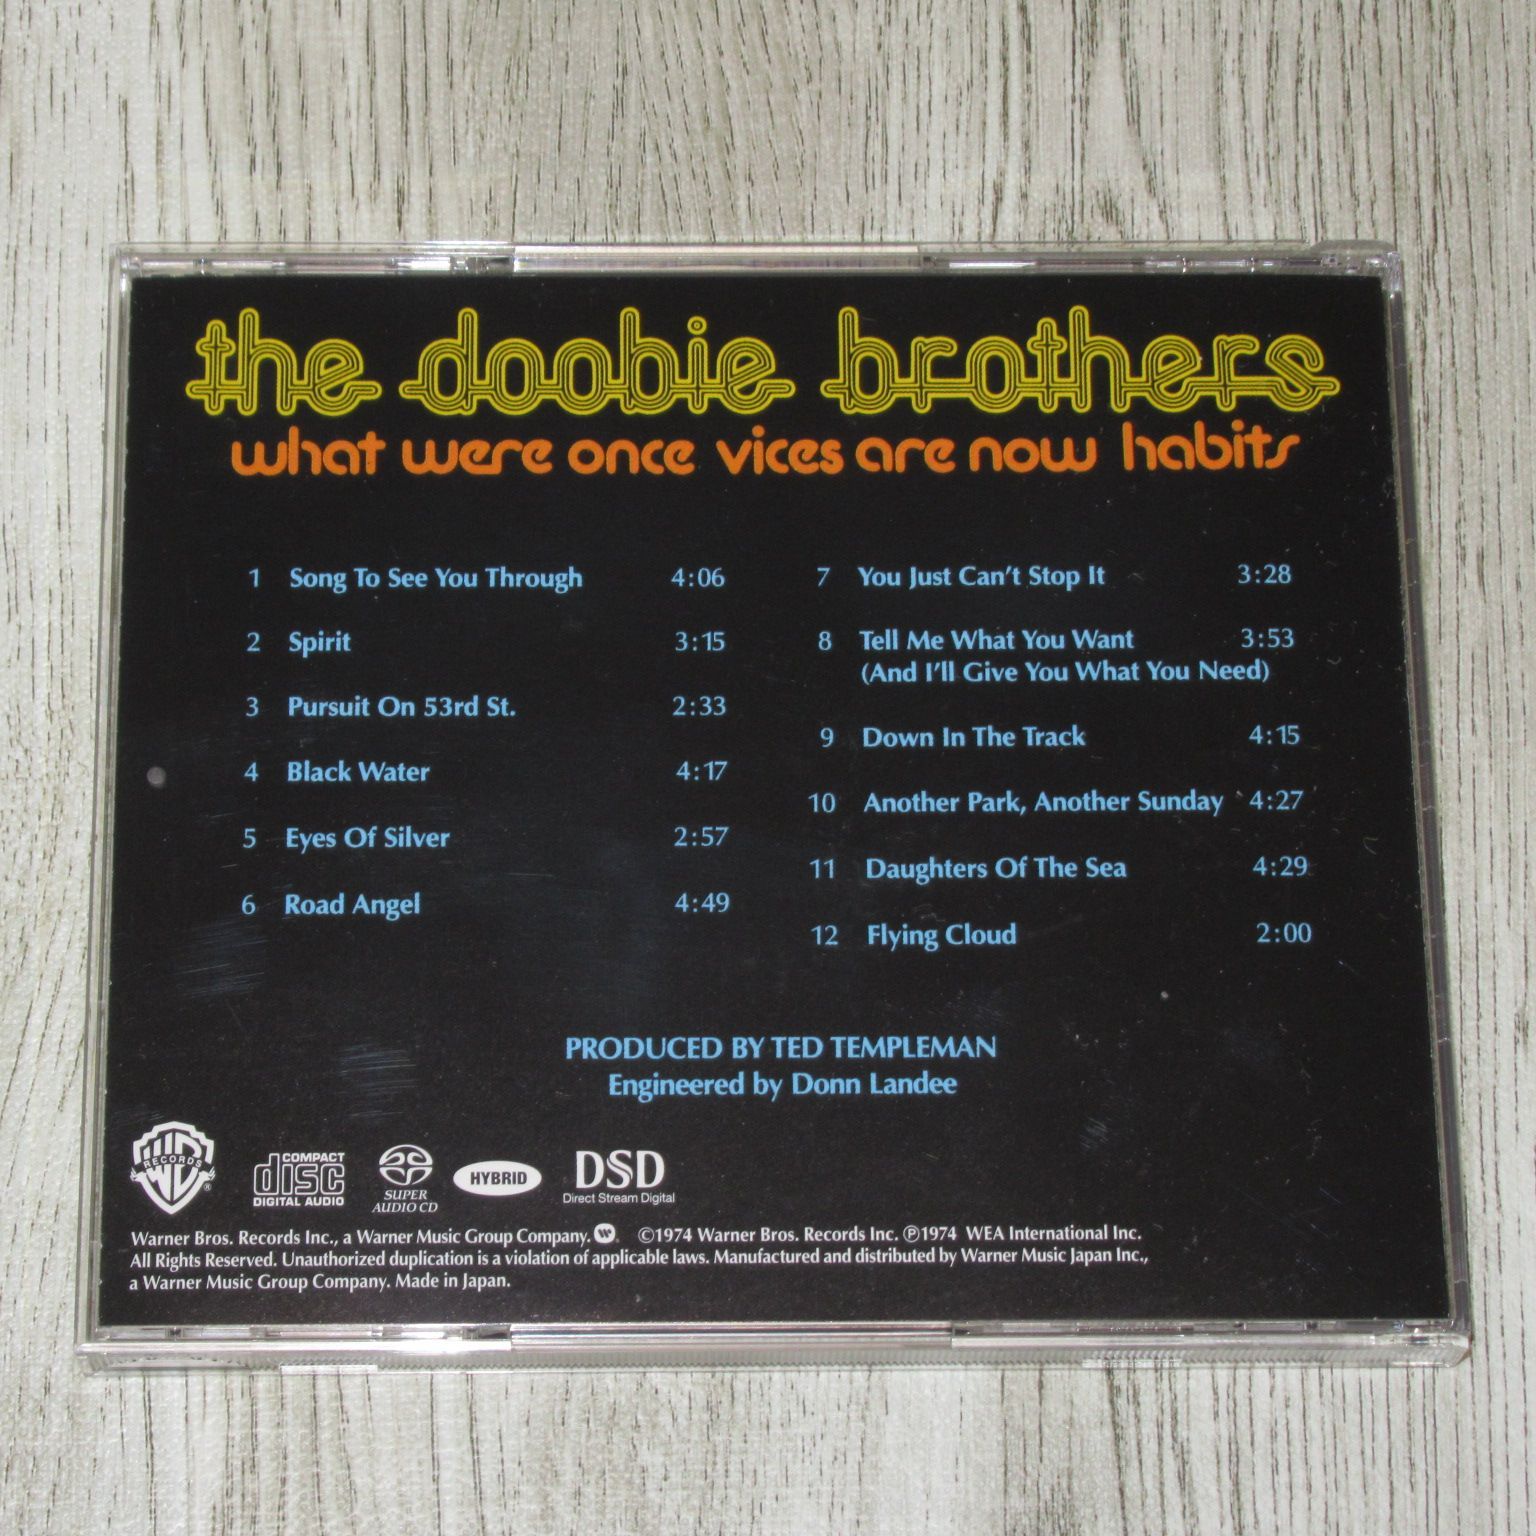 the doobie brothers
what were once vices are now habits
1 Song To See You Through 4:06
2 Spirit 3:15
3 Pursuit On 53rd St. 2:33
4 Black Water 4:17
5 Eyes Of Silver 2:57
6 Road Angel 4:49
7 You Just Can't Stop It 3:28
8 Tell Me What You Want 3:53
(And I'll Give You What You Need)
9 Down In The Track 4:15
10 Another Park, Another Sunday 4:27
11 Daughters Of The Sea 4:29
12 Flying Cloud 2:00
PRODUCED BY TED TEMPLEMAN
Engineered by Donn Landee
WB RECORDS ®
COMPACT
disc
DIGITAL AUDIO
SUPER
AUDIO CD
HYBRID
DSD
Direct Stream Digital
Warner Bros. Records Inc., a Warner Music Group Company. ©1974 Warner Bros. Records Inc. ℗1974 WEA International Inc.
All Rights Reserved. Unauthorized duplication is a violation of applicable laws. Manufactured and distributed by Warner Music Japan Inc.,
a Warner Music Group Company. Made in Japan.